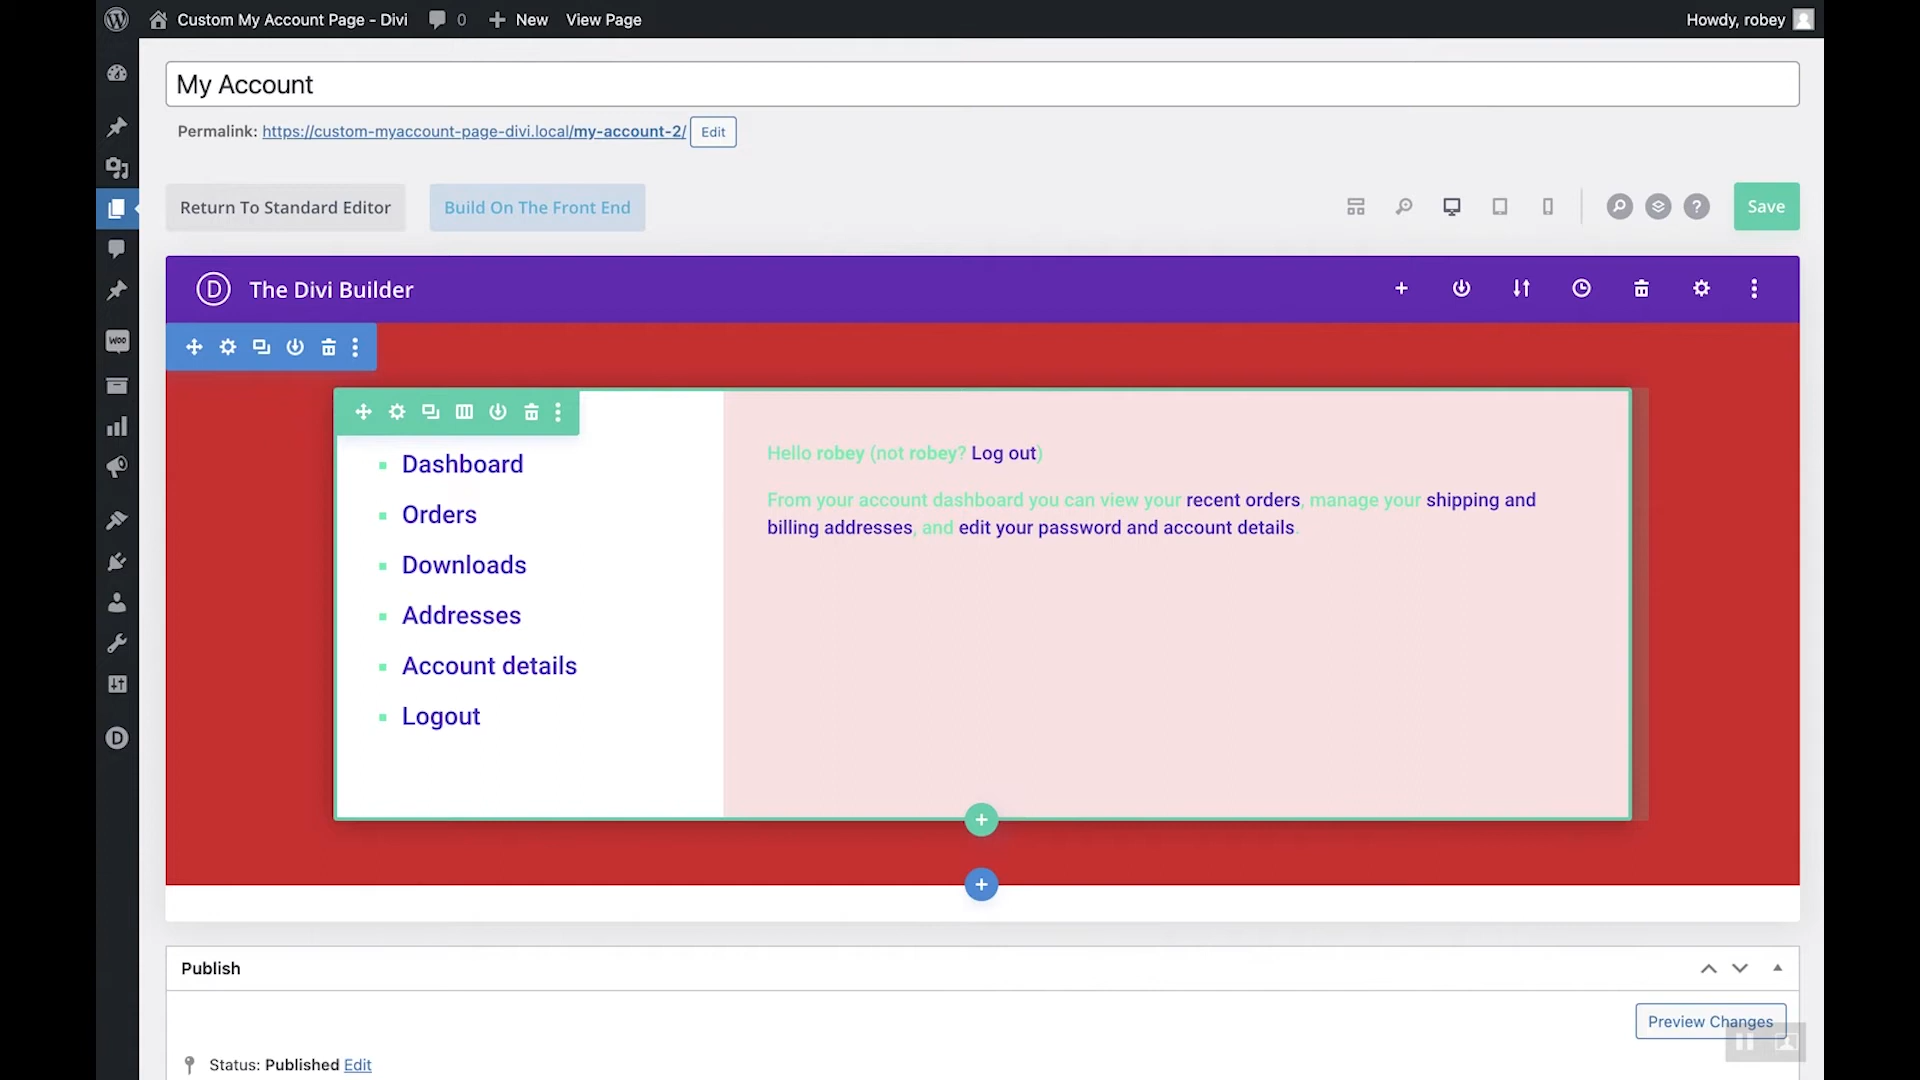 Custom My Account Page - Divi 0 New View Page Howdy, robey
My Account
Permalink: https://custom-myaccount-page-divi.local/my-account-2/ Edit
Return To Standard Editor Build On The Front End ? Save
D The Divi Builder
WOO
Dashboard
Orders
Downloads
Addresses
Account details
Logout
Hello robey (not robey? Log out)
From your account dashboard you can view your recent orders, manage your shipping and
billing addresses, and edit your password and account details.
D
Publish
Preview Changes
Status: Published Edit